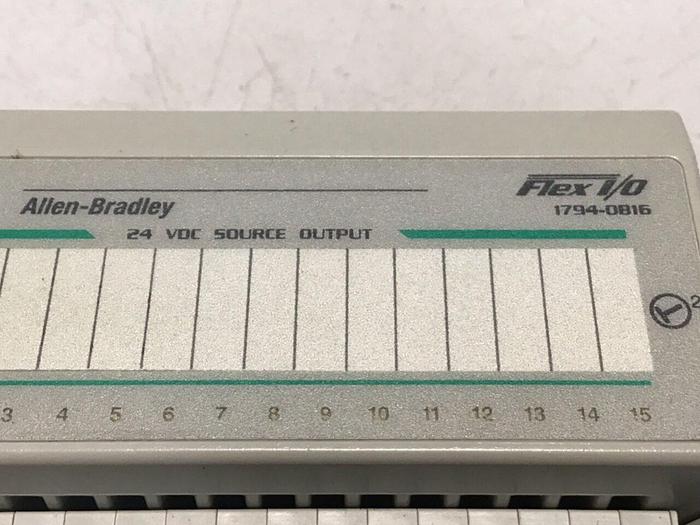 Allen-Bradley
Flex I/O
1794-OB16
24 VDC SOURCE OUTPUT
2
3 4 5 6 7 8 9 10 11 12 13 14 15